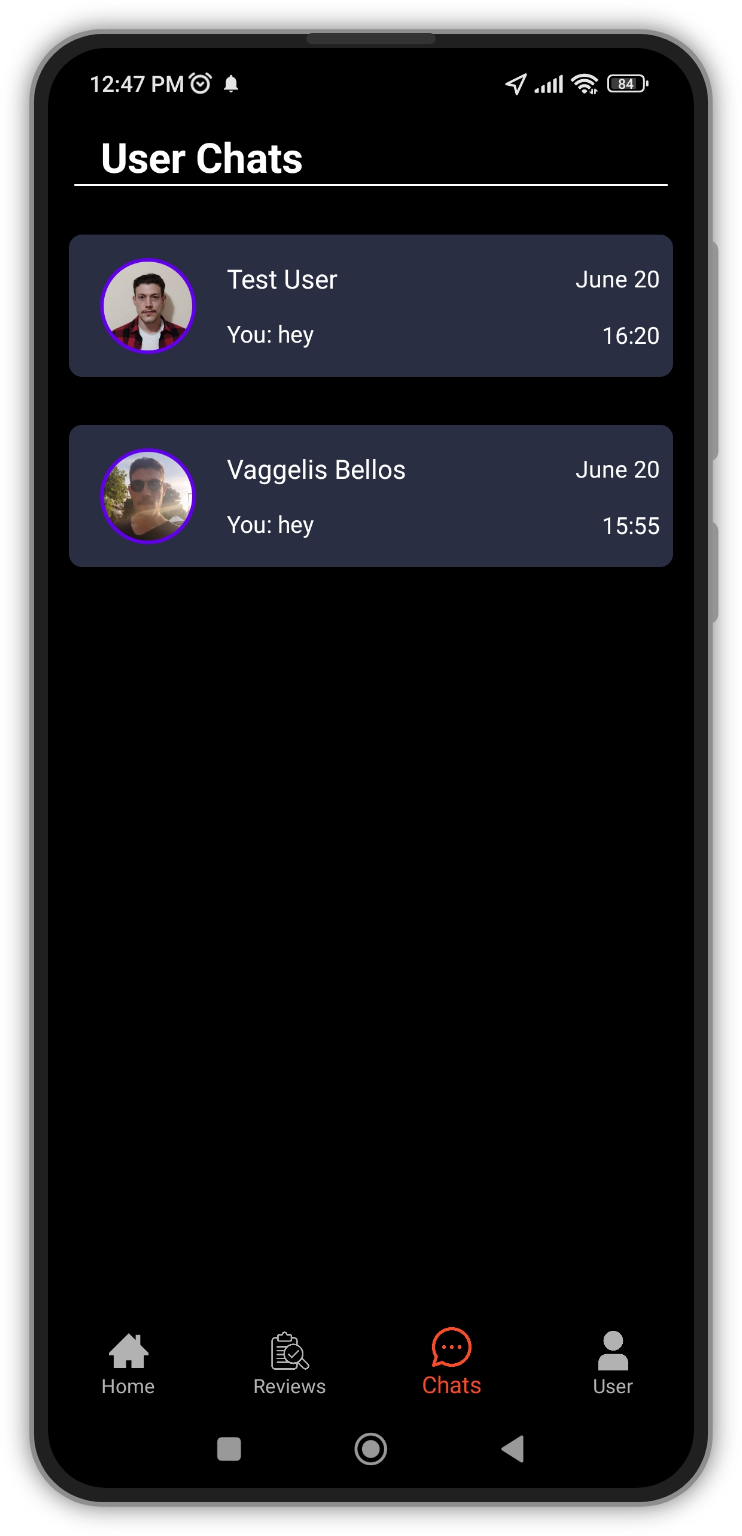 12:47 PM
84
User Chats
Test User
June 20
You: hey
16:20
Vaggelis Bellos
June 20
You: hey
15:55
Home
Reviews
Chats
User